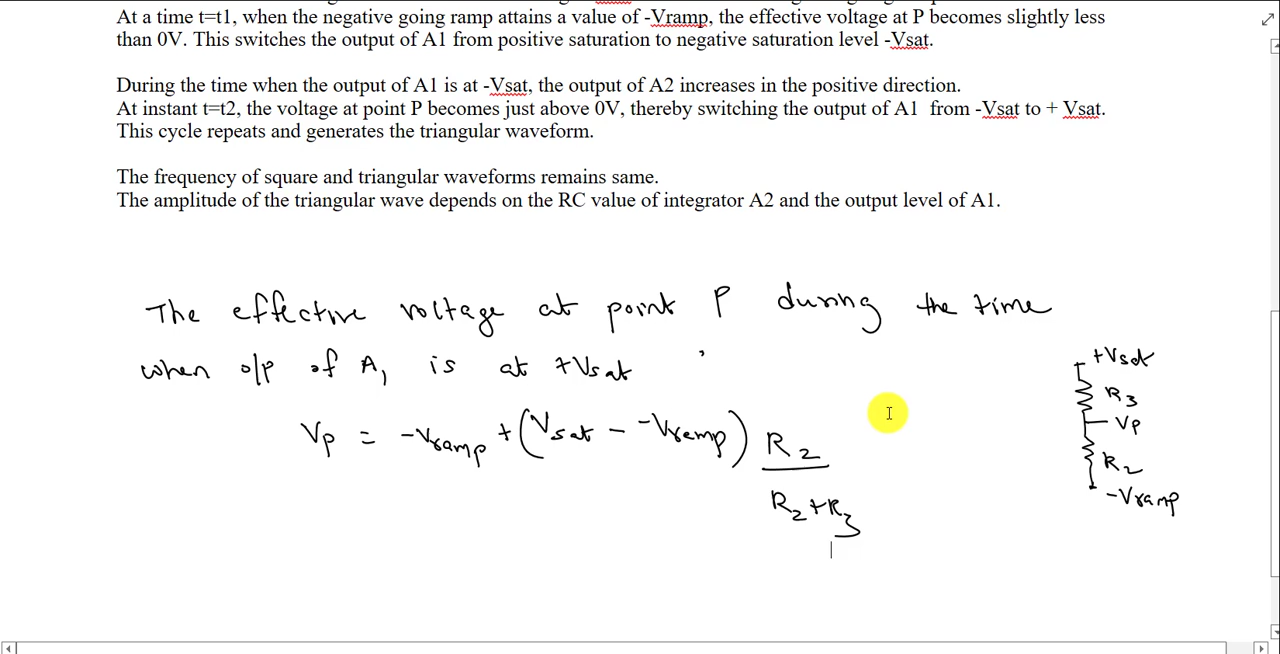 At a time t=t1, when the negative going ramp attains a value of -Vramp, the effective voltage at P becomes slightly less
than 0V. This switches the output of A1 from positive saturation to negative saturation level -Vsat.
During the time when the output of A1 is at -Vsat, the output of A2 increases in the positive direction.
At instant t=t2, the voltage at point P becomes just above 0V, thereby switching the output of A1 from -Vsat to + Vsat.
This cycle repeats and generates the triangular waveform.
The frequency of square and triangular waveforms remains same.
The amplitude of the triangular wave depends on the RC value of integrator A2 and the output level of A1.
The effective voltage at point P during the time
when o/p of A1 is at +Vsat,
Vp = -Vramp + (Vsat - -Vramp) R2
R2+R3
+Vsat
R3
Vp
R2
-Vramp